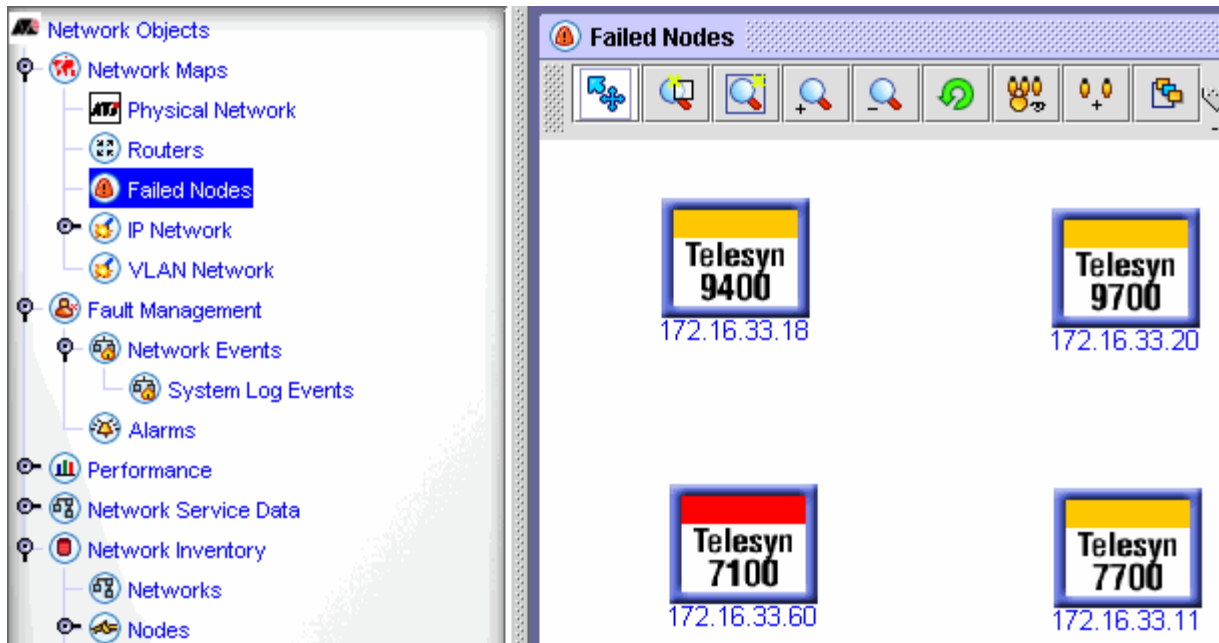 Network Objects
Network Maps
Physical Network
Routers
Failed Nodes
IP Network
VLAN Network
Fault Management
Network Events
System Log Events
Alarms
Performance
Network Service Data
Network Inventory
Networks
Nodes
Failed Nodes
Telesyn
9400
172.16.33.18
Telesyn
9700
172.16.33.20
Telesyn
7100
172.16.33.60
Telesyn
7700
172.16.33.11